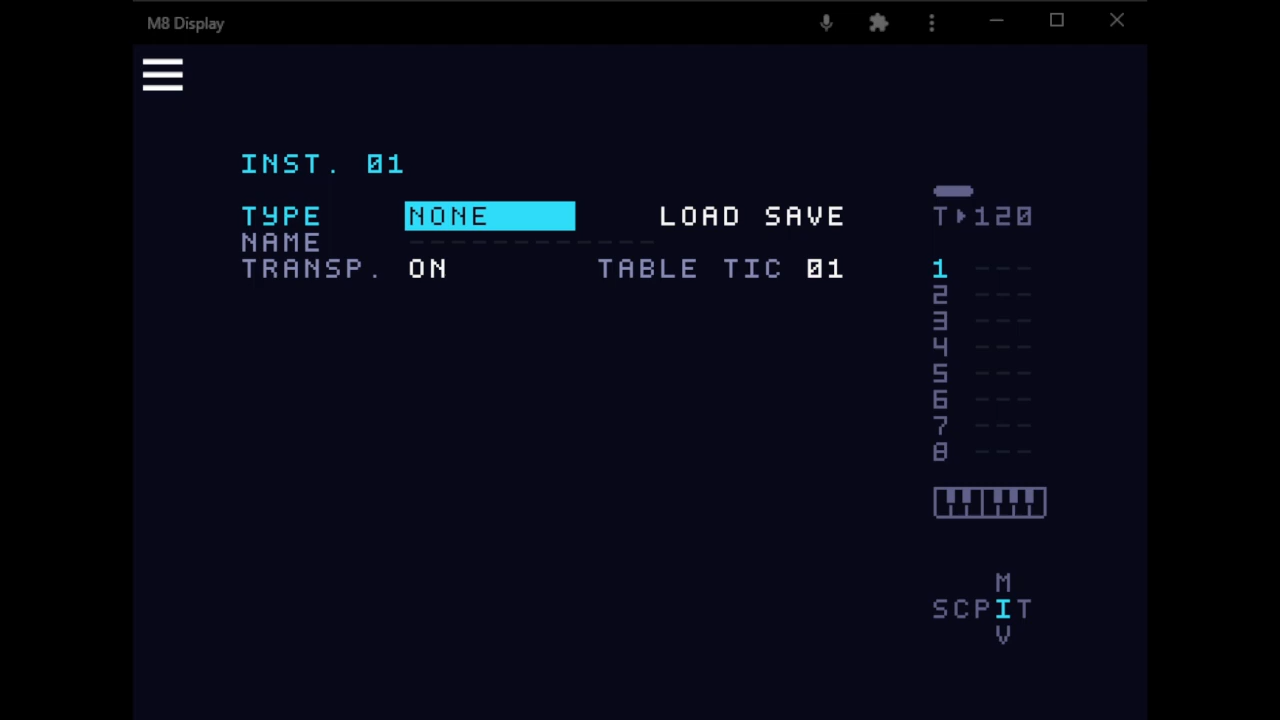 M8 Display
INST. 01
TYPE NONE LOAD SAVE
NAME ------------
TRANSP. ON TABLE TIC 01
T▸120
1 ---
2 ---
3 ---
4 ---
5 ---
6 ---
7 ---
8 ---
M
SCPIT
V